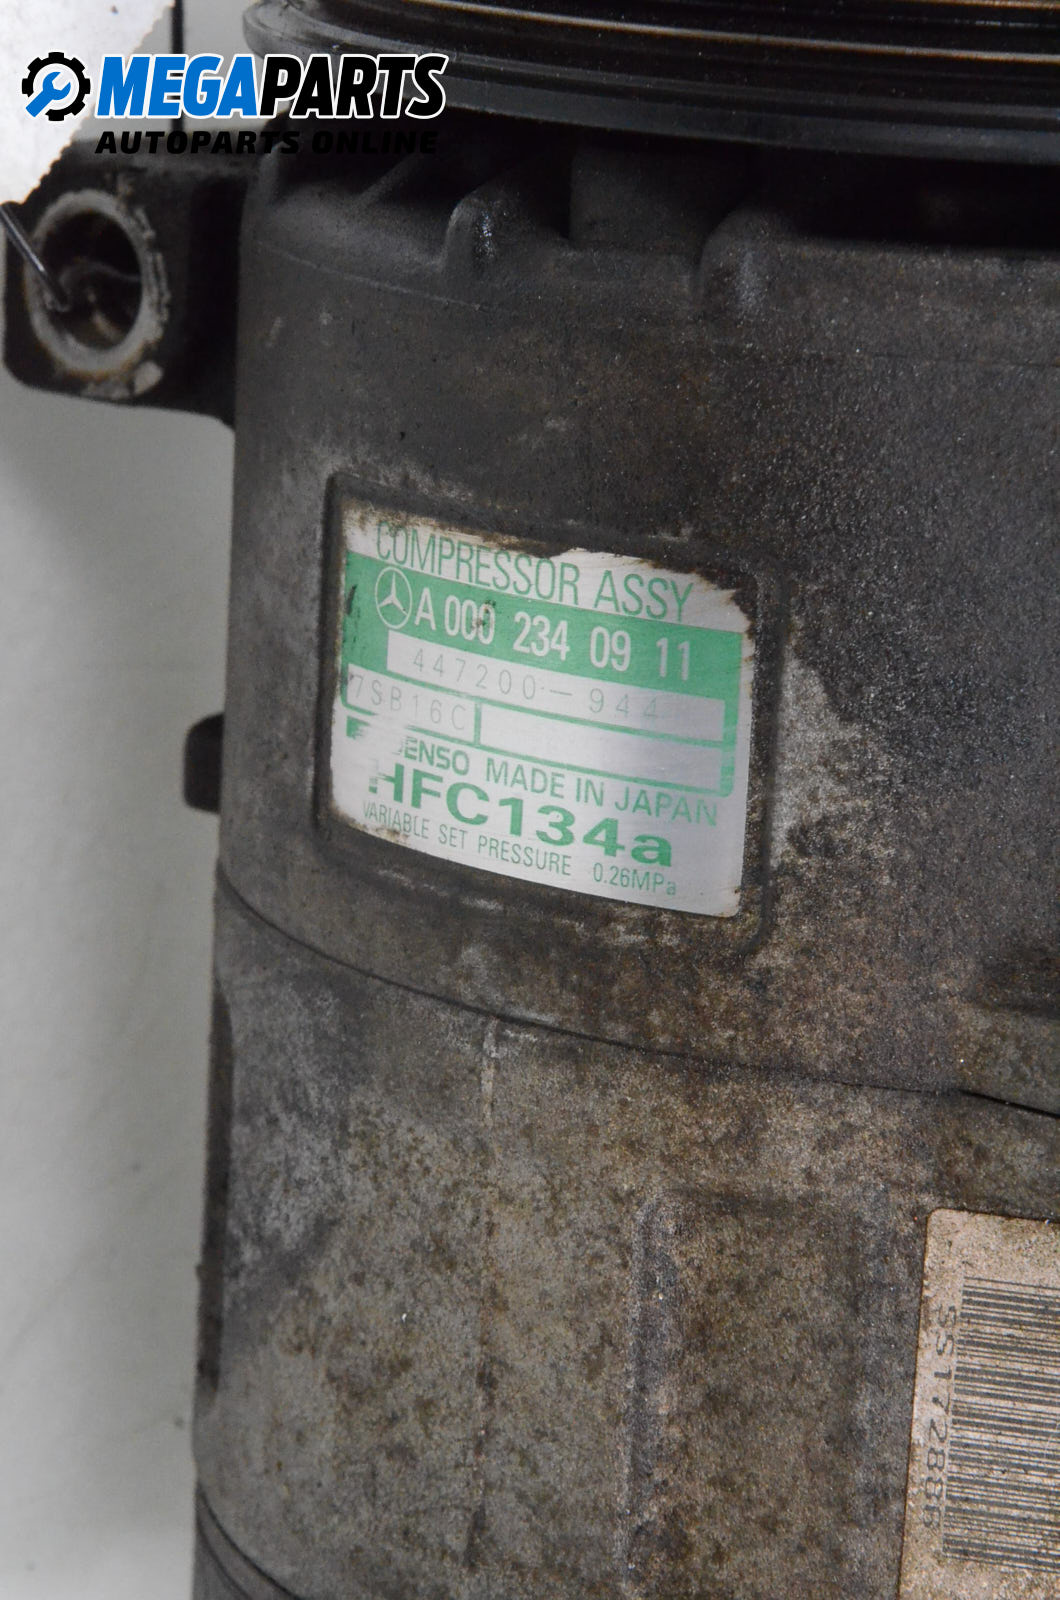 MEGAPARTS
AUTOPARTS ONLINE
COMPRESSOR ASSY
A 000 234 09 11
447200-944
7SB16C
DENSO MADE IN JAPAN
HFC134a
VARIABLE SET PRESSURE 0.26MPa